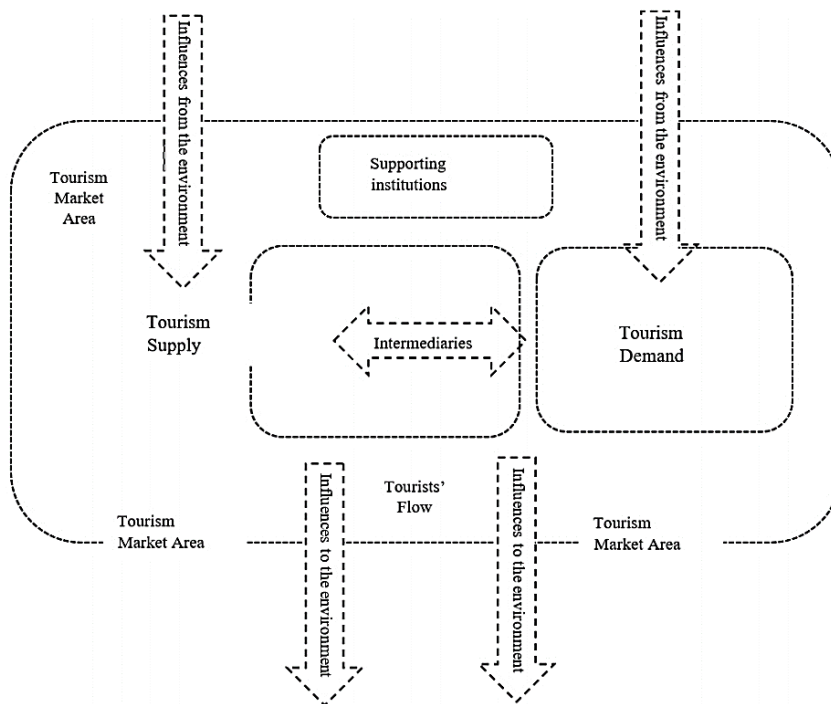 Influences from the environment
Influences from the environment
Supporting
institutions
Tourism
Market
Area
Tourism
Supply
Intermediaries
Tourism
Demand
Tourists’
Flow
Influences to the environment
Influences to the environment
Tourism
Market Area
Tourism
Market Area